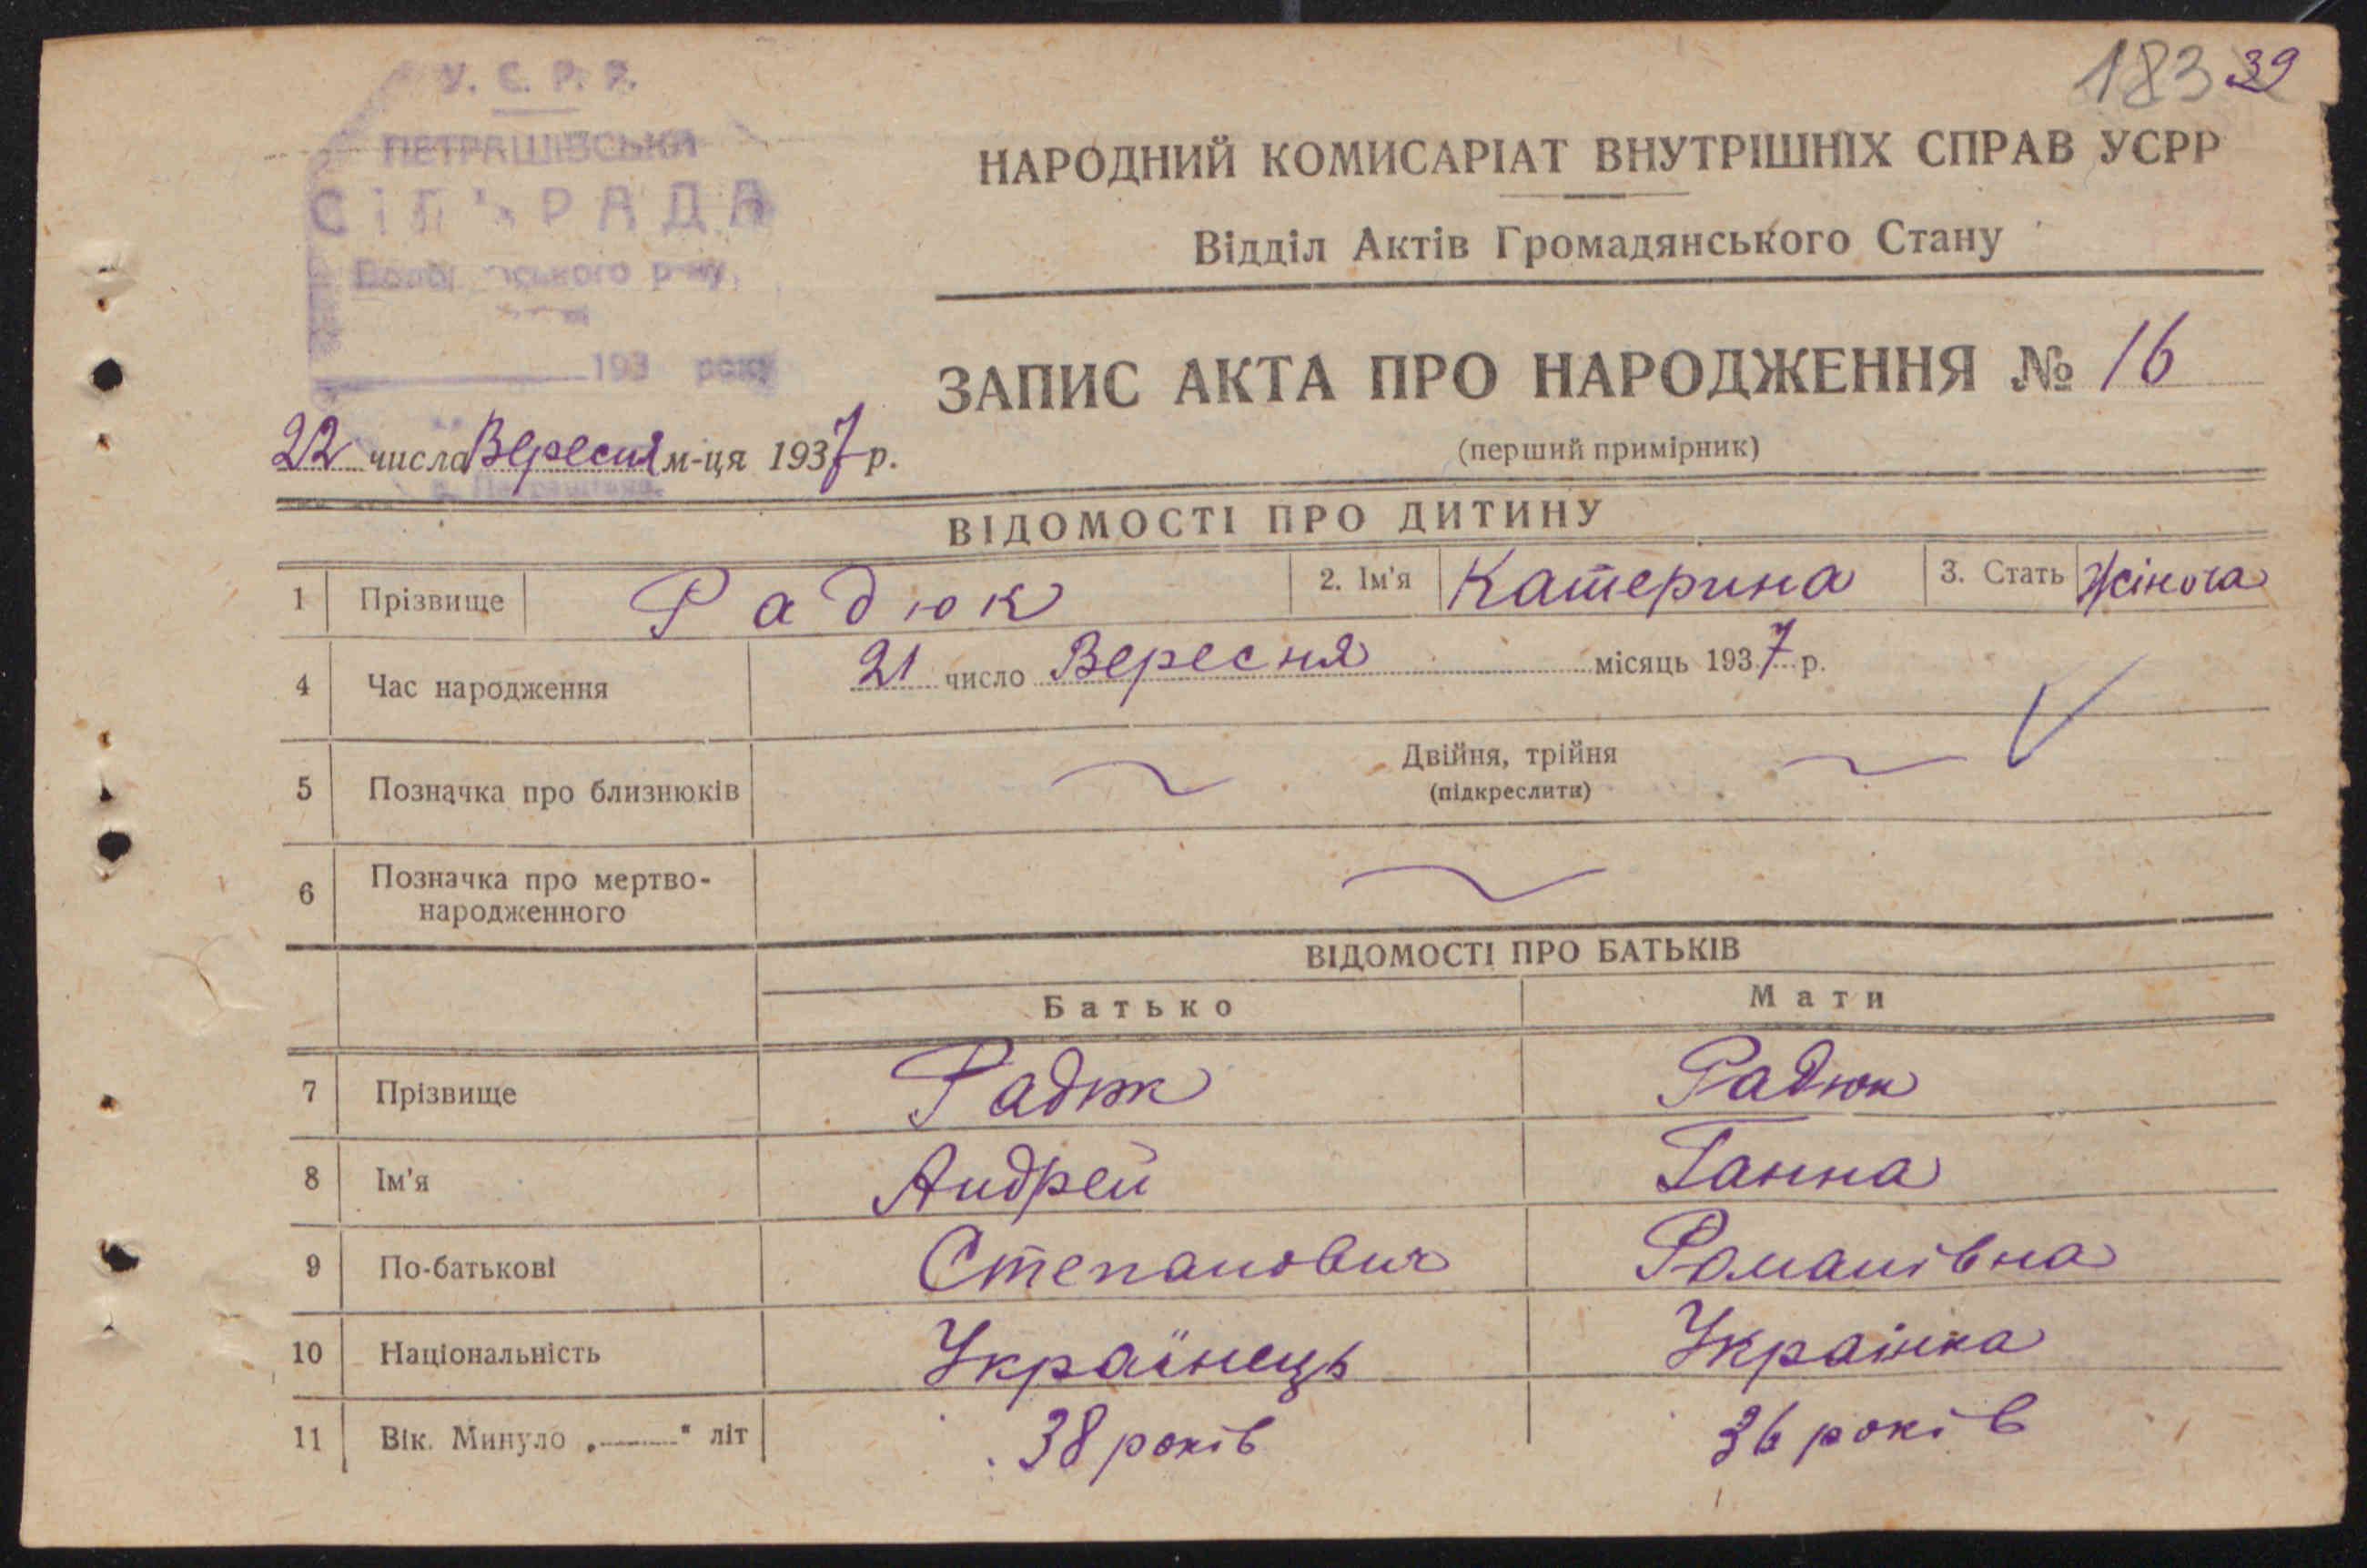 183 39
У. С. Р. Р.
ПЕТРАШІВСЬКА
СІЛЬРАДА
193 року
НАРОДНИЙ КОМИСАРІАТ ВНУТРІШНІХ СПРАВ УСРР
Відділ Актів Громадянського Стану
ЗАПИС АКТА ПРО НАРОДЖЕННЯ № 16
(перший примірник)
22 числа Вересня м-ця 1937 р.
ВІДОМОСТІ ПРО ДИТИНУ
1 Прізвище Радюк 2. Ім'я Катерина 3. Стать Жіноча
4 Час народження 21 число Вересня місяць 1937 р.
5 Позначка про близнюків Двійня, трійня
(підкреслити)
6 Позначка про мертво-
народженного
ВІДОМОСТІ ПРО БАТЬКІВ
Батько Мати
7 Прізвище Радюк Радюк
8 Ім'я Андрей Ганна
9 По-батькові Степанович Романівна
10 Національність Українець Украінка
11 Вік. Минуло „——" літ 38 років 36 років